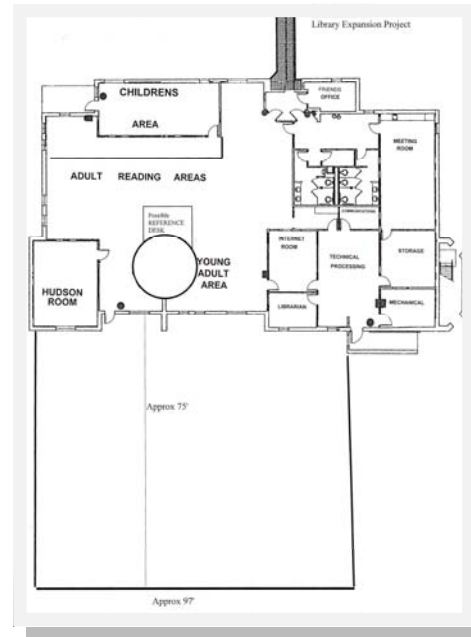 Library Expansion Project
FRIENDS
OFFICE
CHILDRENS
AREA
MEETING
ROOM
ADULT READING AREAS
COMMUNICATIONS
Possible
REFERENCE
DESK
INTERNET
ROOM
TECHNICAL
PROCESSING
STORAGE
YOUNG
ADULT
AREA
HUDSON
ROOM
LIBRARIAN
MECHANICAL
Approx 75'
Approx 97'